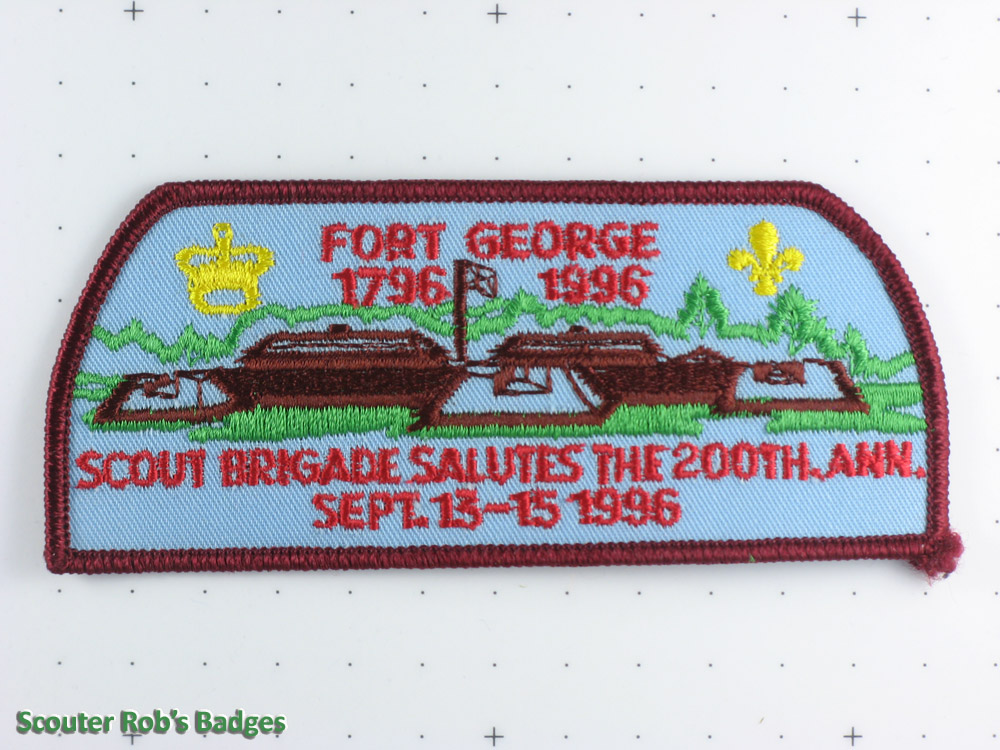 FORT GEORGE
1796 1996
SCOUT BRIGADE SALUTES THE 200TH. ANN.
SEPT. 13-15 1996
Scouter Rob's Badges